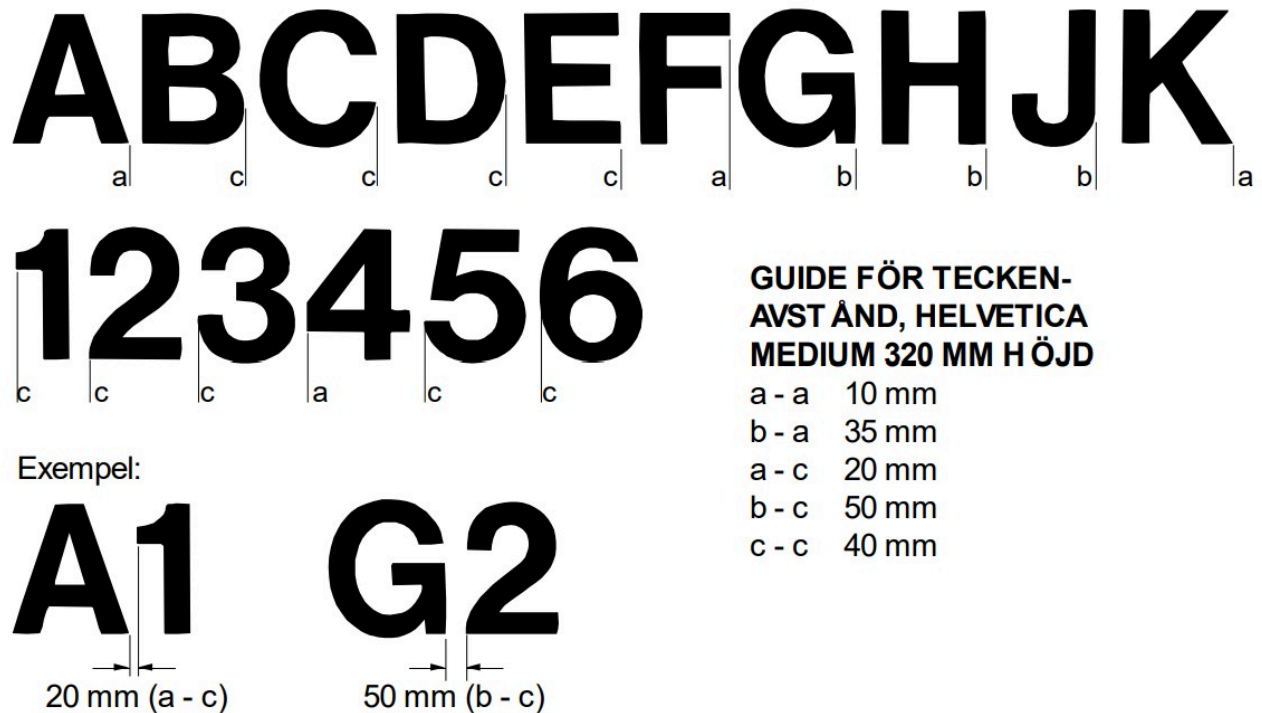 ABCDEFGHJK
a c c c c a b b b a
123456
c c c a c c
GUIDE FÖR TECKEN-
AVST ÅND, HELVETICA
MEDIUM 320 MM H ÖJD
a - a 10 mm
b - a 35 mm
a - c 20 mm
b - c 50 mm
c - c 40 mm
Exempel:
A1 G2
20 mm (a - c) 50 mm (b - c)